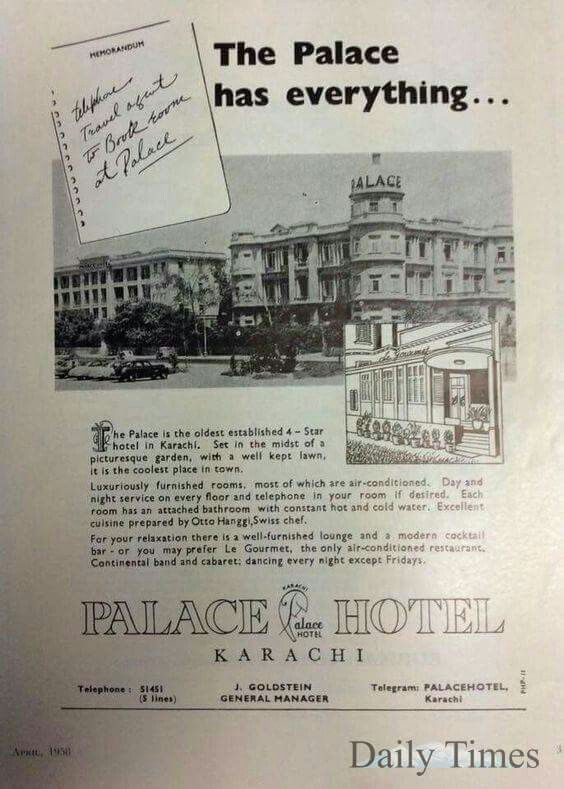 MEMORANDUM
Telephone
Travel agent
to Book room
at Palace
The Palace
has everything...
PALACE
Le Gourmet
The Palace is the oldest established 4 – Star
hotel in Karachi. Set in the midst of a
picturesque garden, with a well kept lawn,
it is the coolest place in town.
Luxuriously furnished rooms, most of which are air-conditioned. Day and
night service on every floor and telephone in your room if desired. Each
room has an attached bathroom with constant hot and cold water. Excellent
cuisine prepared by Otto Hanggi, Swiss chef.
For your relaxation there is a well-furnished lounge and a modern cocktail
bar - or you may prefer Le Gourmet, the only air-conditioned restaurant.
Continental band and cabaret; dancing every night except Fridays.
PALACE
KARACHI
Palace
HOTEL
HOTEL
KARACHI
Telephone : 51451
(5 lines)
J. GOLDSTEIN
GENERAL MANAGER
Telegram: PALACEHOTEL,
Karachi
3
Daily Times